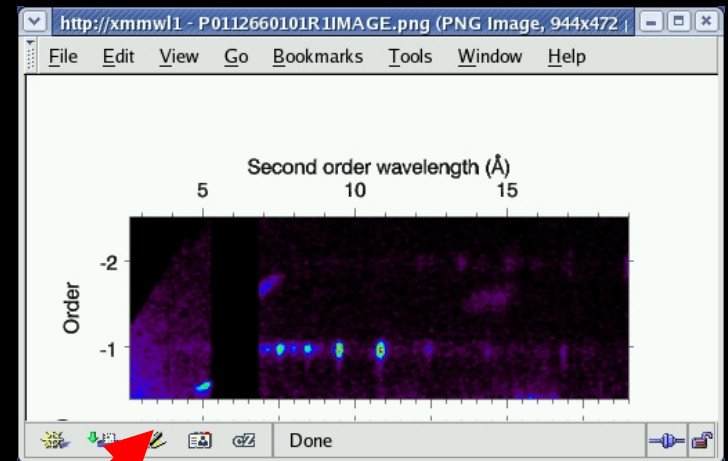 http://xmmwl1 - P0112660101R1IMAGE.png (PNG Image, 944x472
File Edit View Go Bookmarks Tools Window Help
Second order wavelength (Å)
5 10 15
-2
Order
-1
Done